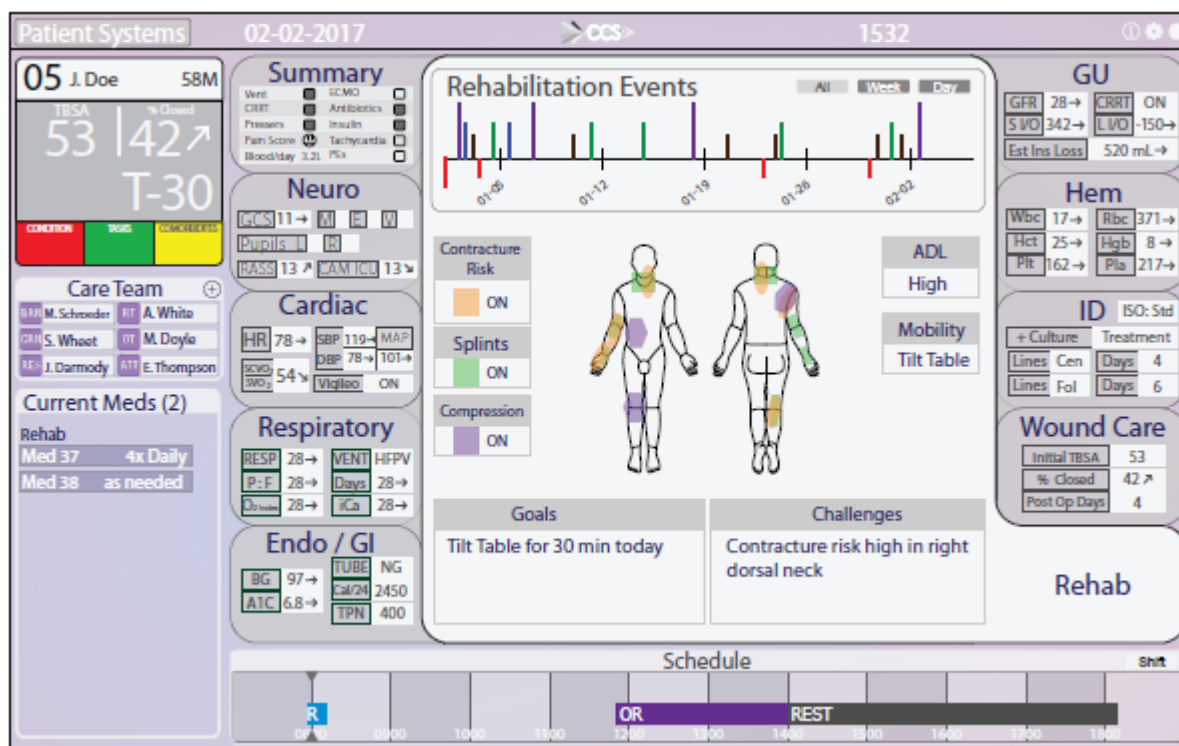 Patient Systems 02-02-2017 CCS 1532
05 J. Doe 58M
TBSA % Closed
53 42↗
T-30
CONDITION TASKS COMORBIDITIES
Care Team
M. Schroeder RT A. White
S. Wheet OT M. Doyle
J. Darmody ATT E. Thompson
Current Meds (2)
Rehab
Med 37 4x Daily
Med 38 as needed
Summary
Vent ECMO
CRRT Antibiotics
Pressers Insulin
Pain Score Tachycardia
Blood/day 3.2L
Neuro
GCS 11→ M E V
Pupils L R
RASS 13↗ CAM ICU 13↘
Cardiac
HR 78→ SBP 119→ MAP
DBP 78→ 101→
SCVO2
SVO2 54↘ Vigileo ON
Respiratory
RESP 28→ VENT HFPV
P:F 28→ Days 28→
O2 Index 28→ iCa 28→
Endo / GI
BG 97→ TUBE NG
A1C 6.8→ Cal/24 2450
TPN 400
Rehabilitation Events All Week Day
01-05 01-12 01-19 01-26 02-02
Contracture
Risk
ON
Splints
ON
Compression
ON
ADL
High
Mobility
Tilt Table
Goals
Tilt Table for 30 min today
Challenges
Contracture risk high in right
dorsal neck
GU
GFR 28→ CRRT ON
S I/O 342→ L I/O -150→
Est Ins Loss 520 mL→
Hem
Wbc 17→ Rbc 371→
Hct 25→ Hgb 8→
Plt 162→ Pla 217→
ID ISO: Std
+ Culture Treatment
Lines Cen Days 4
Lines Fol Days 6
Wound Care
Initial TBSA 53
% Closed 42↗
Post Op Days 4
Rehab
Schedule Shift
R OR REST
0800 0900 1000 1100 1200 1300 1400 1500 1600 1700 1800